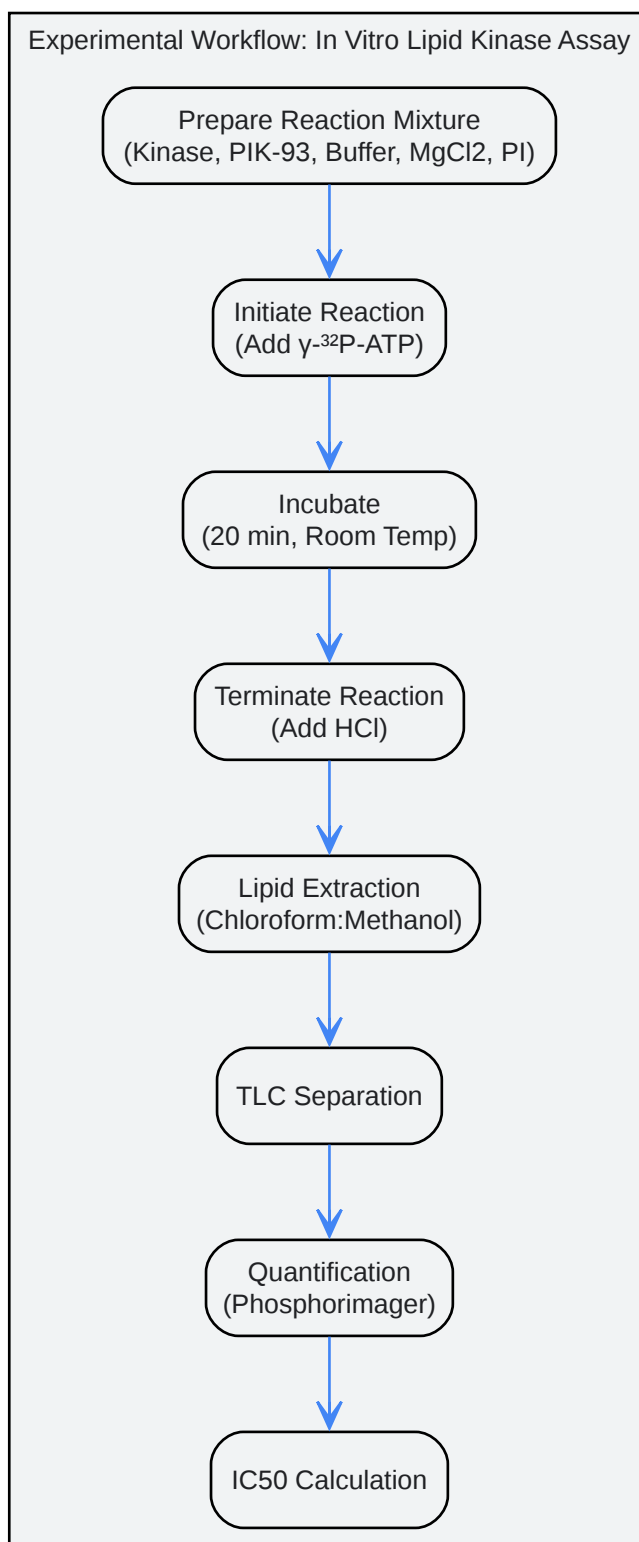 Experimental Workflow: In Vitro Lipid Kinase Assay
Prepare Reaction Mixture
(Kinase, PIK-93, Buffer, MgCl2, PI)
Initiate Reaction
(Add γ-³²P-ATP)
Incubate
(20 min, Room Temp)
Terminate Reaction
(Add HCl)
Lipid Extraction
(Chloroform:Methanol)
TLC Separation
Quantification
(Phosphorimager)
IC50 Calculation